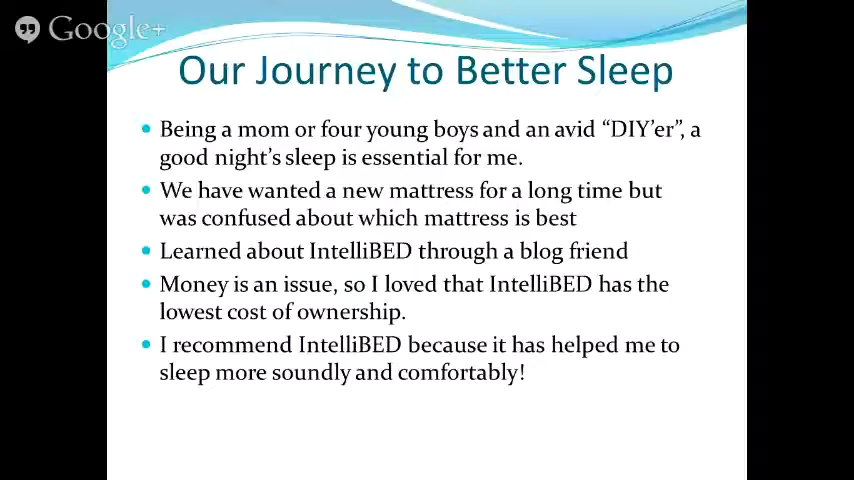 Google+
Our Journey to Better Sleep
• Being a mom or four young boys and an avid “DIY’er”, a
good night’s sleep is essential for me.
• We have wanted a new mattress for a long time but
was confused about which mattress is best
• Learned about IntelliBED through a blog friend
• Money is an issue, so I loved that IntelliBED has the
lowest cost of ownership.
• I recommend IntelliBED because it has helped me to
sleep more soundly and comfortably!